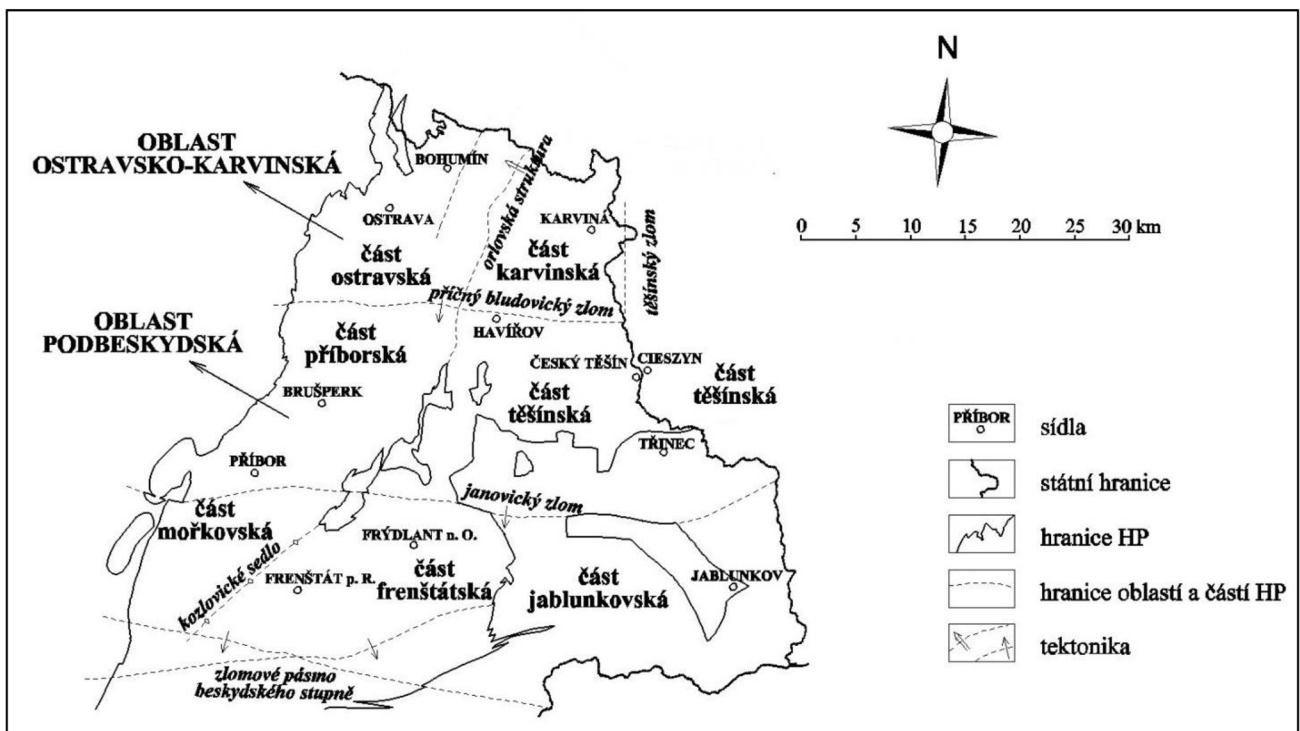 N
0 5 10 15 20 25 30 km
OBLAST
OSTRAVSKO-KARVINSKÁ
BOHUMÍN
OSTRAVA
orlovská struktura
KARVINÁ
část
ostravská
část
karvinská
těšínský zlom
příčný bludovický zlom
HAVÍŘOV
OBLAST
PODBESKYDSKÁ
část
příborská
BRUŠPERK
ČESKÝ TĚŠÍN
CIESZYN
část
těšínská
část
těšínská
TŘINEC
PŘÍBOR
janovický zlom
část
mořkovská
FRÝDLANT n. O.
kozlovické sedlo
FRENŠTÁT p. R.
část
frenštátská
část
jablunkovská
JABLUNKOV
zlomové pásmo
beskydského stupně
PŘÍBOR
sídla
státní hranice
hranice HP
hranice oblastí a částí HP
tektonika